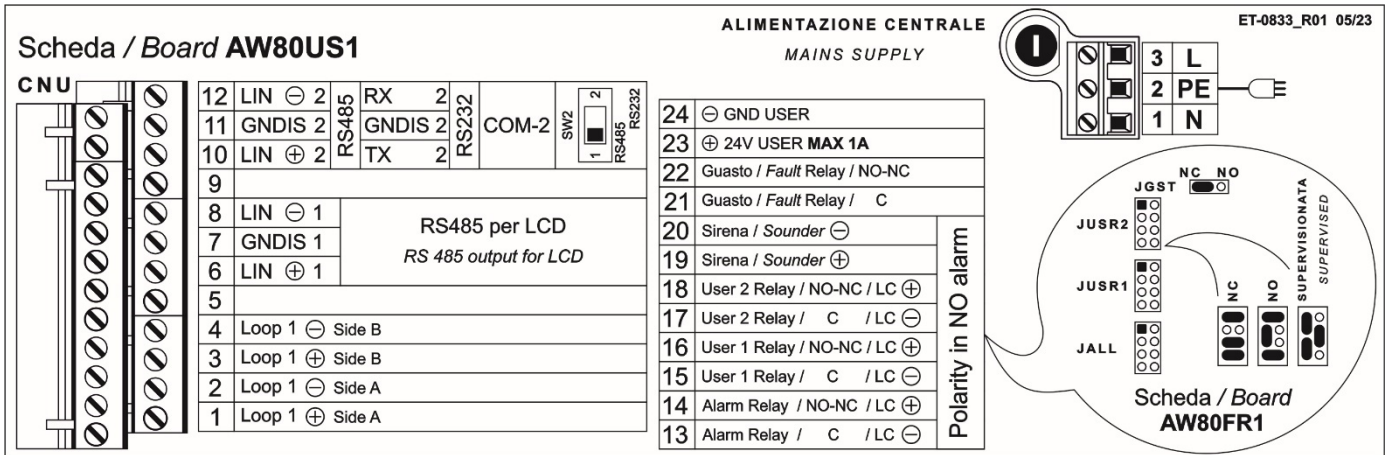 ALIMENTAZIONE CENTRALE
MAINS SUPPLY
ET-0833_R01 05/23
Scheda / Board AW80US1
CNU
12 LIN ⊖ 2 RX 2
11 GNDIS 2 GNDIS 2
10 LIN ⊕ 2 TX 2
RS485
RS232
COM-2
SW2
2
1
RS232
RS485
9
8 LIN ⊖ 1
7 GNDIS 1
6 LIN ⊕ 1
RS485 per LCD
RS 485 output for LCD
5
4 Loop 1 ⊖ Side B
3 Loop 1 ⊕ Side B
2 Loop 1 ⊖ Side A
1 Loop 1 ⊕ Side A
24 ⊖ GND USER
23 ⊕ 24V USER MAX 1A
22 Guasto / Fault Relay / NO-NC
21 Guasto / Fault Relay / C
20 Sirena / Sounder ⊖
19 Sirena / Sounder ⊕
18 User 2 Relay / NO-NC / LC ⊕
17 User 2 Relay / C / LC ⊖
16 User 1 Relay / NO-NC / LC ⊕
15 User 1 Relay / C / LC ⊖
14 Alarm Relay / NO-NC / LC ⊕
13 Alarm Relay / C / LC ⊖
Polarity in NO alarm
I
3 L
2 PE
1 N
NC NO
JGST
JUSR2
JUSR1
JALL
NC
NO
SUPERVISIONATA
SUPERVISED
Scheda / Board
AW80FR1